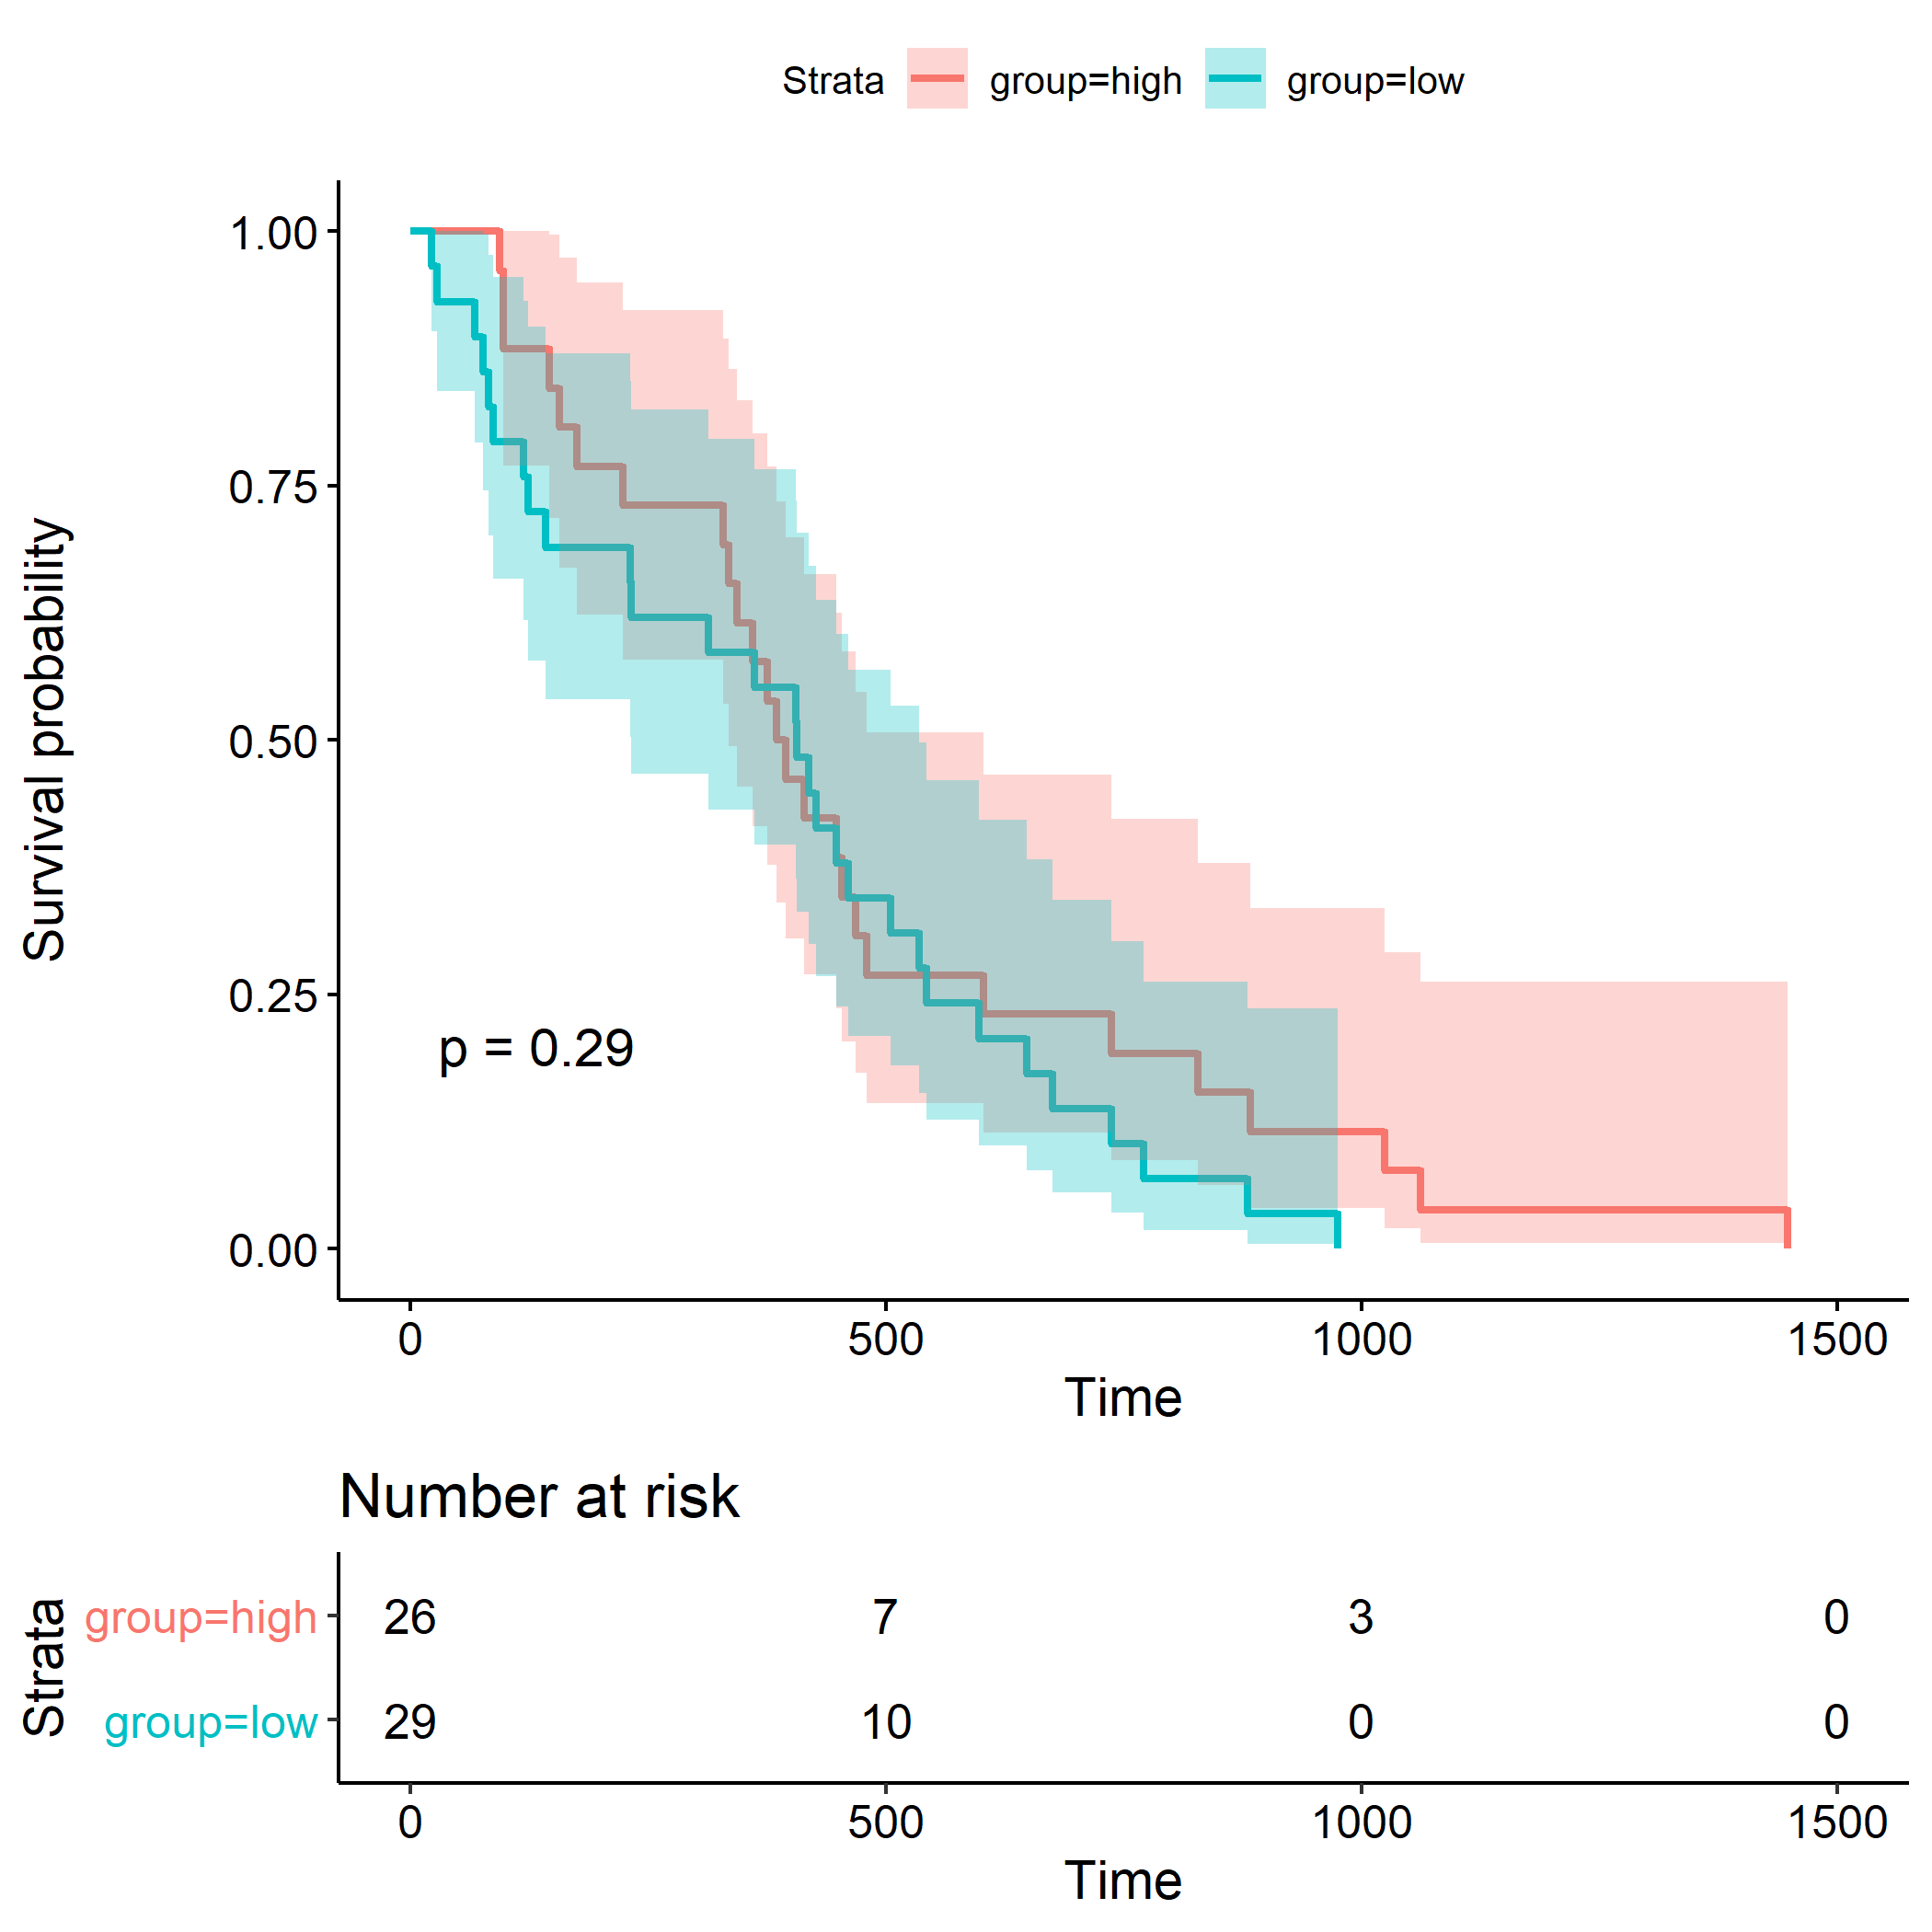 Strata group=high group=low
Survival probability
1.00
0.75
0.50
0.25
0.00
p = 0.29
0 500 1000 1500
Time
Number at risk
Strata
group=high 26 7 3 0
group=low 29 10 0 0
0 500 1000 1500
Time